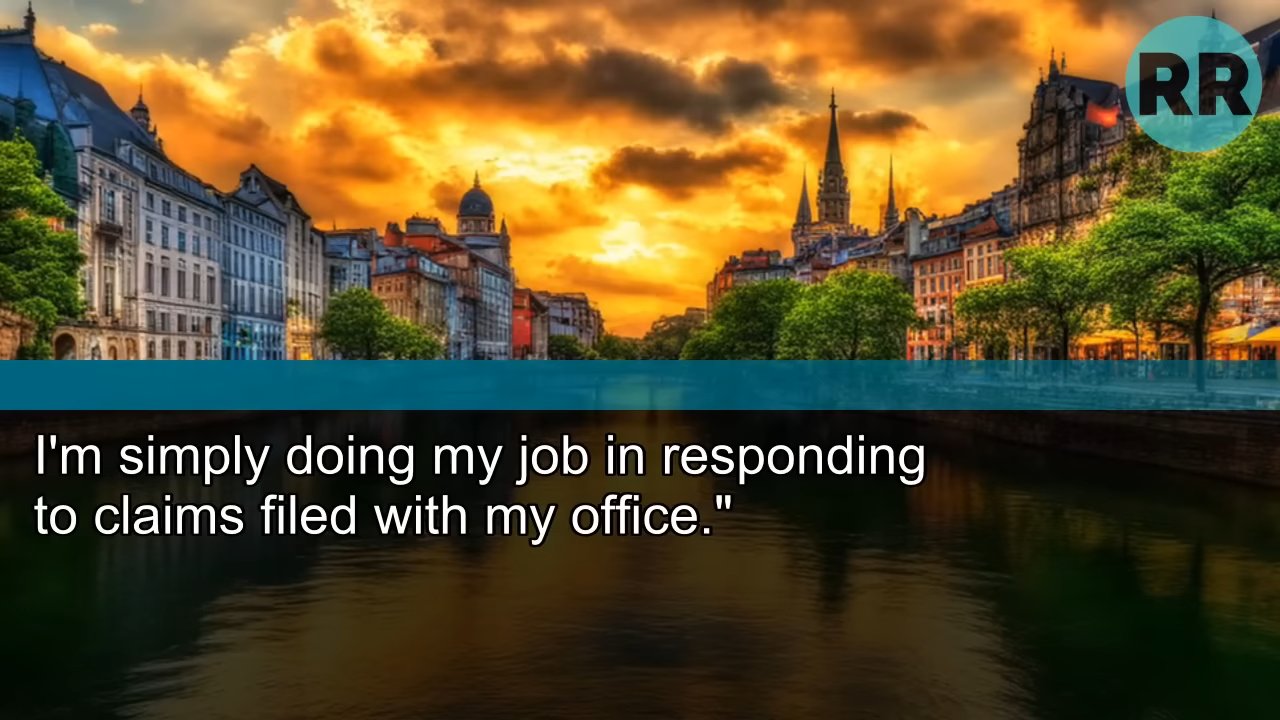 RR
I'm simply doing my job in responding
to claims filed with my office."